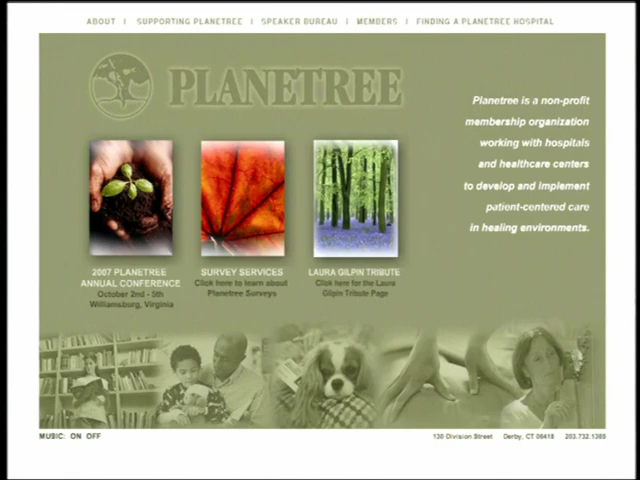 ABOUT | SUPPORTING PLANETREE | SPEAKER BUREAU | MEMBERS | FINDING A PLANETREE HOSPITAL
PLANETREE
Planetree is a non-profit
membership organization
working with hospitals
and healthcare centers
to develop and implement
patient-centered care
in healing environments.
2007 PLANETREE
ANNUAL CONFERENCE
October 2nd - 5th
Williamsburg, Virginia
SURVEY SERVICES
Click here to learn about
Planetree Surveys
LAURA GILPIN TRIBUTE
Click here for the Laura
Gilpin Tribute Page
MUSIC: ON OFF
130 Division Street Derby, CT 06418 203.732.1365